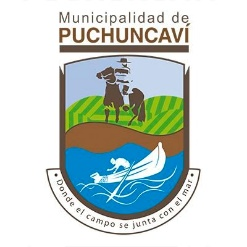 Municipalidad de
PUCHUNCAVÍ
• Donde el campo se junta con el mar •